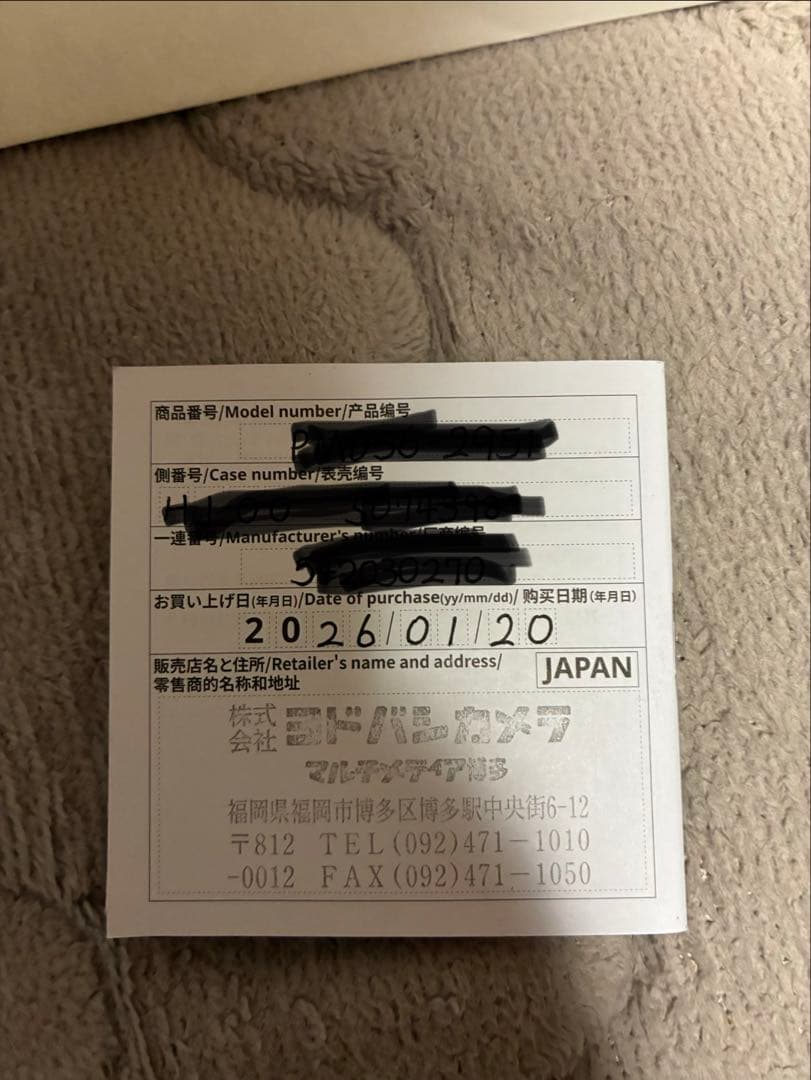 商品番号/Model number/产品编号
側番号/Case number/表壳编号
一連番号/Manufacturer's number/厂商编号
お買い上げ日(年月日)/Date of purchase(yy/mm/dd)/购买日期(年月日)
2026/01/20
販売店名と住所/Retailer's name and address/
零售商的名称和地址
JAPAN
株式会社 ヨドバシカメラ
マルチメディア博多
福岡県福岡市博多区博多駅中央街6-12
〒812 TEL(092)471-1010
-0012 FAX(092)471-1050